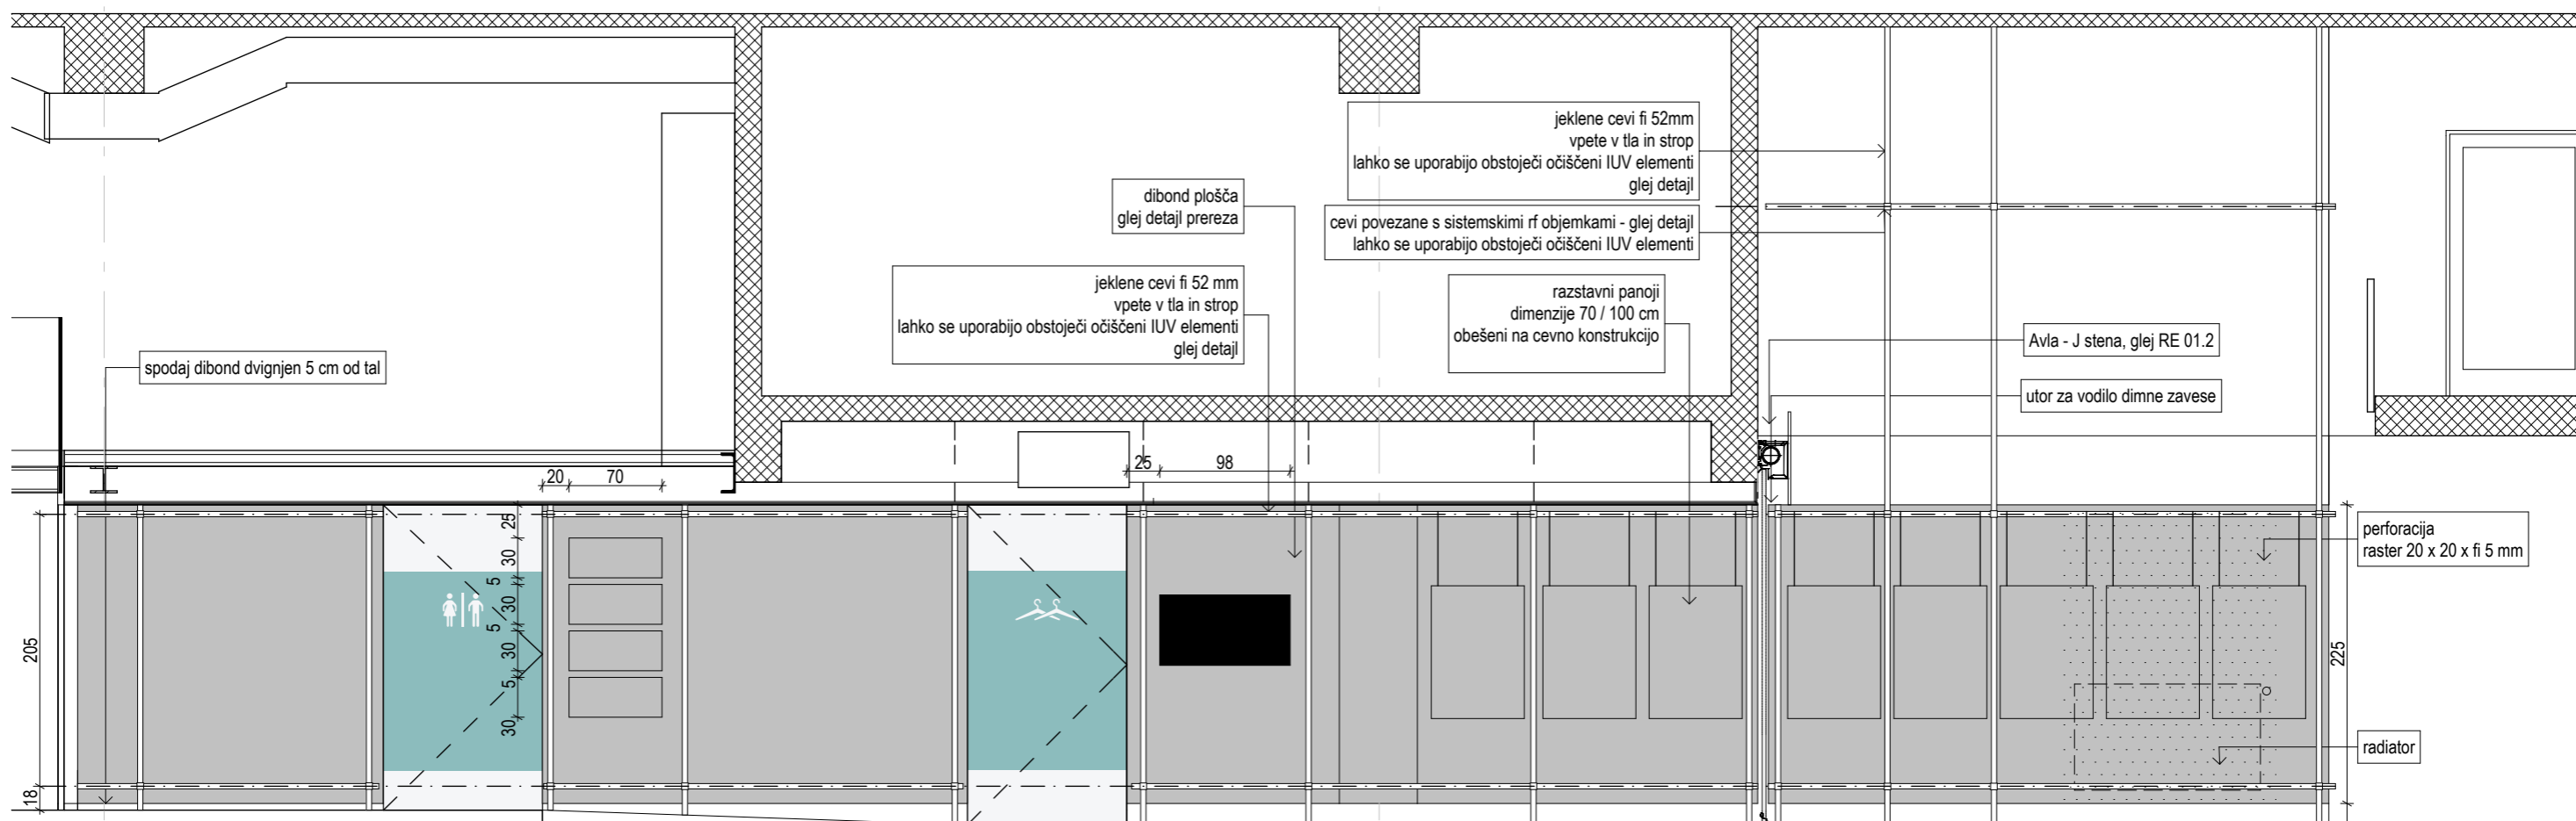 jeklene cevi fi 52mm
vpete v tla in strop
lahko se uporabijo obstoječi očiščeni IUV elementi
glej detajl
dibond plošča
glej detajl prereza
cevi povezane s sistemskimi rf objemkami - glej detajl
lahko se uporabijo obstoječi očiščeni IUV elementi
jeklene cevi fi 52 mm
vpete v tla in strop
lahko se uporabijo obstoječi očiščeni IUV elementi
glej detajl
razstavni panoji
dimenzije 70 / 100 cm
obešeni na cevno konstrukcijo
Avla - J stena, glej RE 01.2
spodaj dibond dvignjen 5 cm od tal
utor za vodilo dimne zavese
20
70
25
98
25
30
5
30
5
30
5
30
205
18
perforacija
raster 20 x 20 x fi 5 mm
225
radiator